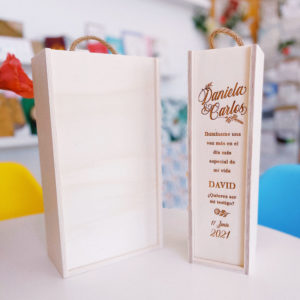 Daniela
Carlos
Ilumíname una
vez más en el
día más
especial de
mi vida
DAVID
¿Quieres ser
mi testigo?
11 Junio
2021